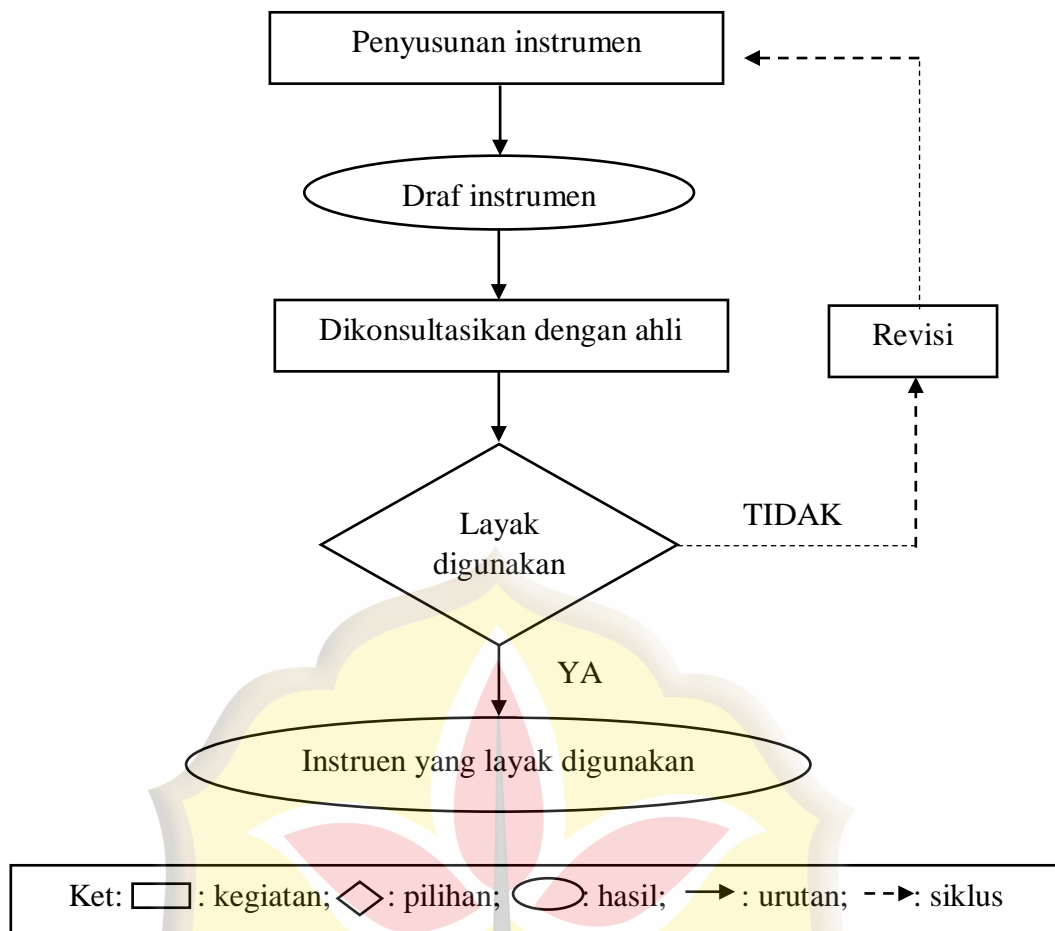 Penyusunan instrumen
Draf instrumen
Dikonsultasikan dengan ahli
Revisi
Layak
digunakan
TIDAK
YA
Instruen yang layak digunakan
Ket: : kegiatan; : pilihan; : hasil; : urutan; : siklus